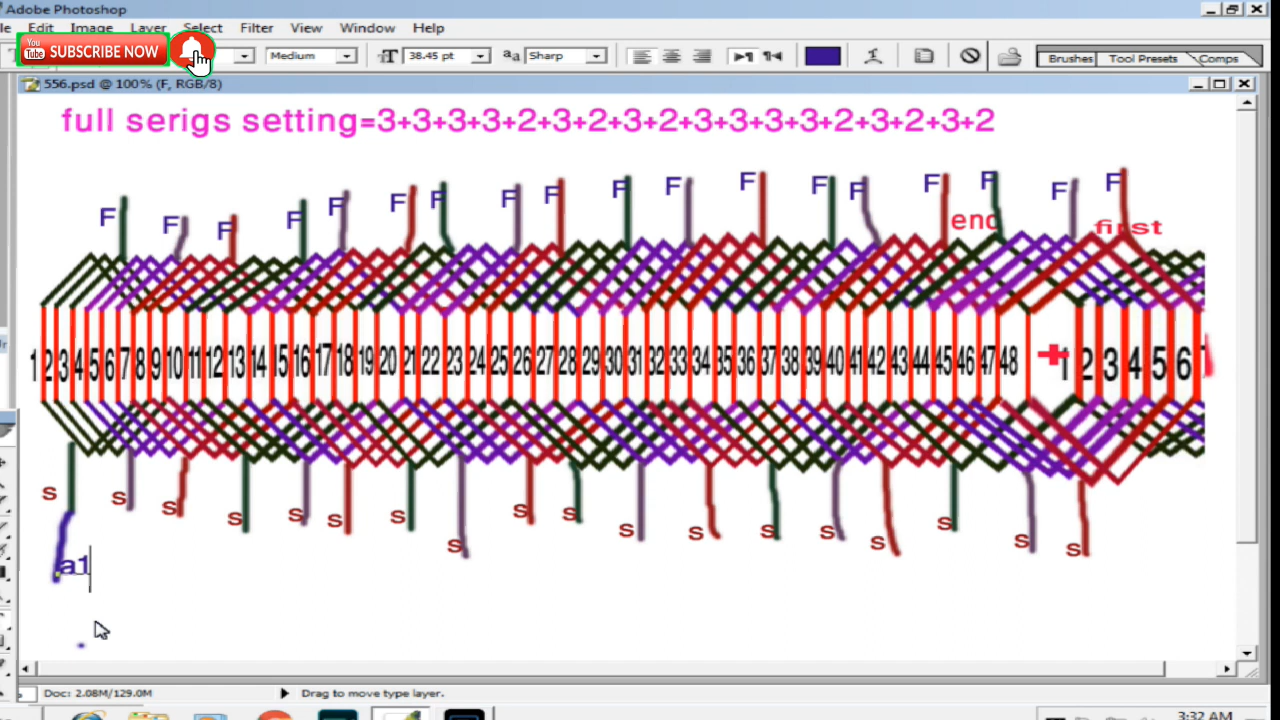 Adobe Photoshop
le Edit Image Layer Select Filter View Window Help
You Tube SUBSCRIBE NOW
Medium 38.45 pt aa Sharp Brushes Tool Presets Comps
556.psd @ 100% (F, RGB/8)
full serigs setting=3+3+3+3+2+3+2+3+2+3+3+3+3+2+3+2+3+2
F F F F F F F F F F F F F F F F F F
end first
1 2 3 4 5 6 7 8 9 10 11 12 13 14 15 16 17 18 19 20 21 22 23 24 25 26 27 28 29 30 31 32 33 34 35 36 37 38 39 40 41 42 43 44 45 46 47 48 + 1 2 3 4 5 6
s s s s s s s s s s s s s s s s s s
a1
Doc: 2.08M/129.0M Drag to move type layer.
3:32 AM